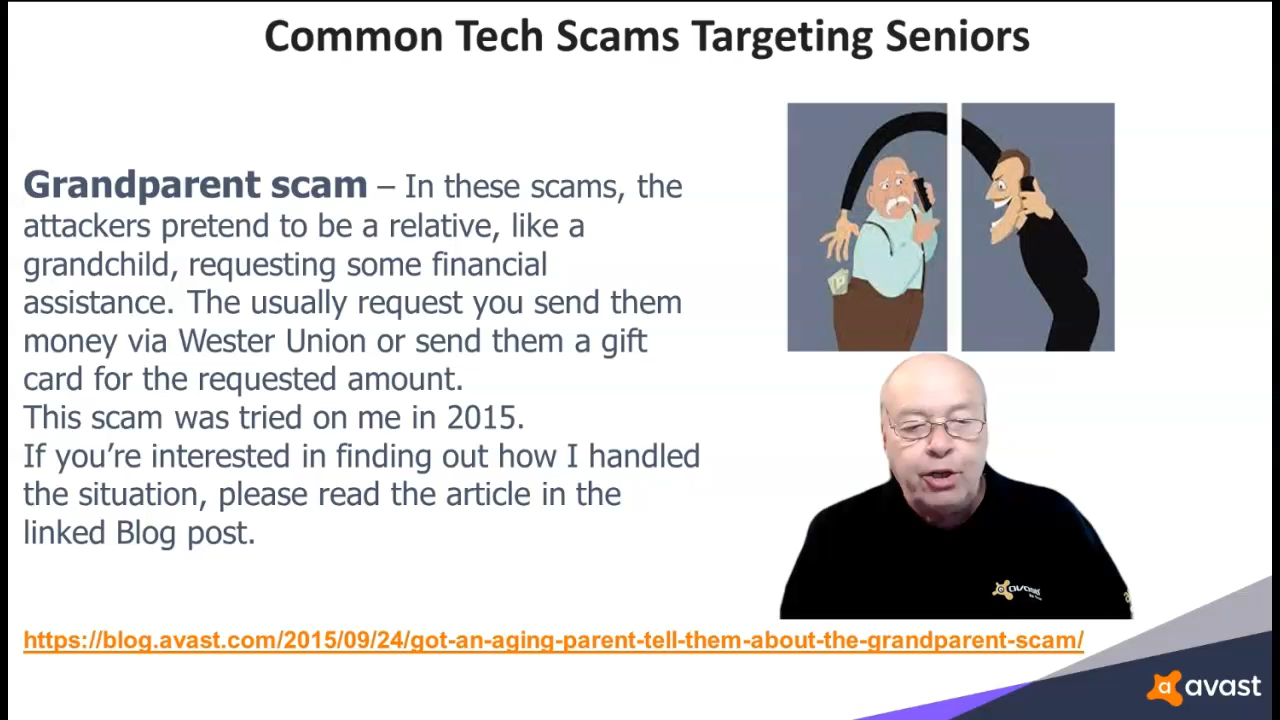 Common Tech Scams Targeting Seniors
Grandparent scam – In these scams, the
attackers pretend to be a relative, like a
grandchild, requesting some financial
assistance. The usually request you send them
money via Wester Union or send them a gift
card for the requested amount.
This scam was tried on me in 2015.
If you’re interested in finding out how I handled
the situation, please read the article in the
linked Blog post.
avast
https://blog.avast.com/2015/09/24/got-an-aging-parent-tell-them-about-the-grandparent-scam/
avast